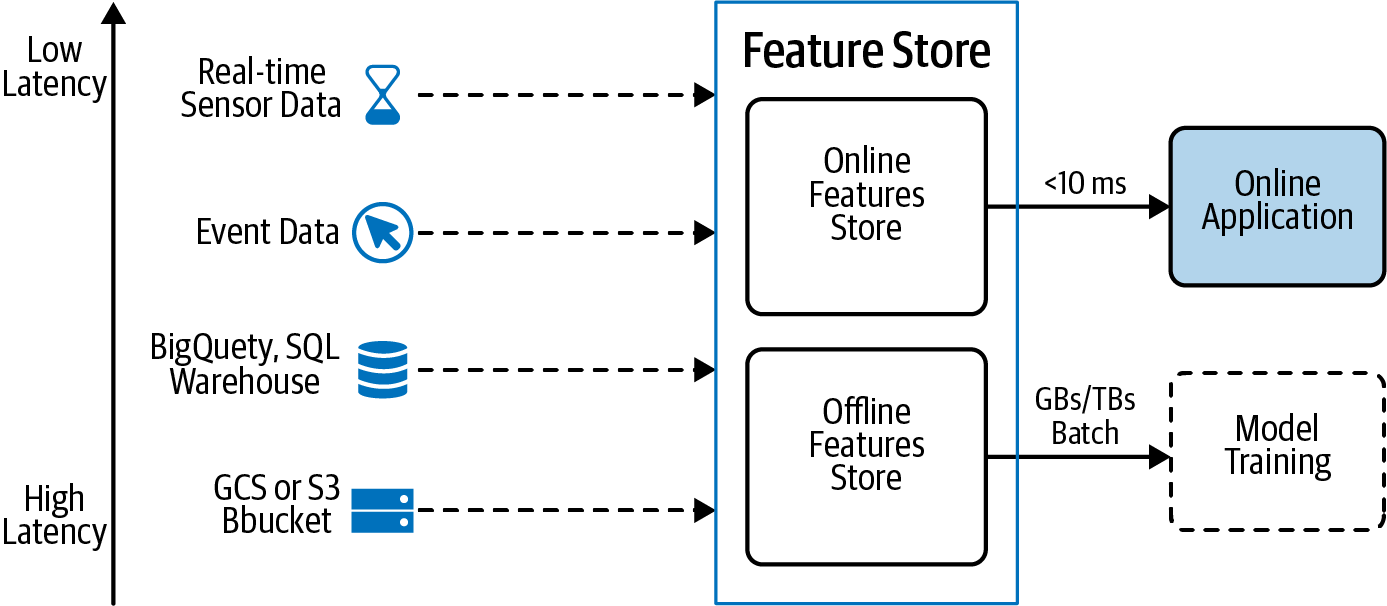 Low
Latency
Real-time
Sensor Data
Event Data
BigQuety, SQL
Warehouse
GCS or S3
Bbucket
High
Latency
Feature Store
Online
Features
Store
Offline
Features
Store
<10 ms
GBs/TBs
Batch
Online
Application
Model
Training